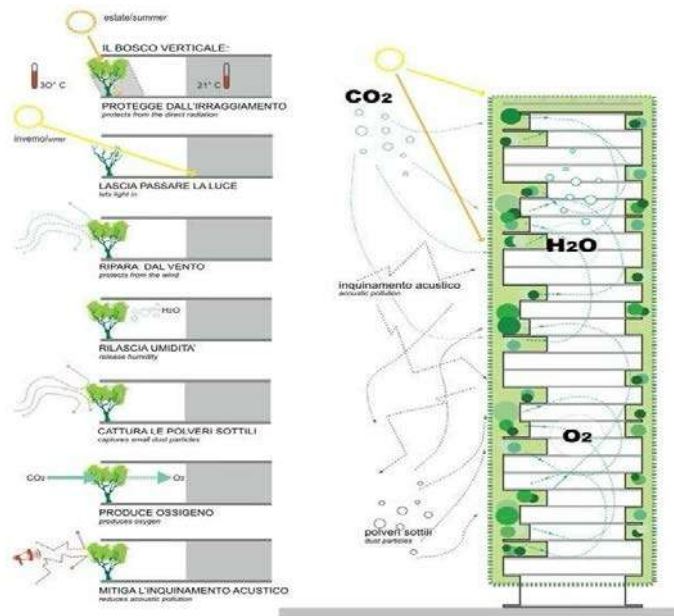 estate/summer
IL BOSCO VERTICALE:
30° C
21° C
PROTEGGE DALL'IRRAGGIAMENTO
protects from the direct radiation
inverno/winter
LASCIA PASSARE LA LUCE
lets light in
RIPARA DAL VENTO
protects from the wind
H2O
RILASCIA UMIDITA'
release humidity
CATTURA LE POLVERI SOTTILI
captures small dust particles
CO2
O2
PRODUCE OSSIGENO
produces oxygen
MITIGA L'INQUINAMENTO ACUSTICO
reduces acoustic pollution
CO2
H2O
inquinamento acustico
acoustic pollution
O2
polveri sottili
dust particles